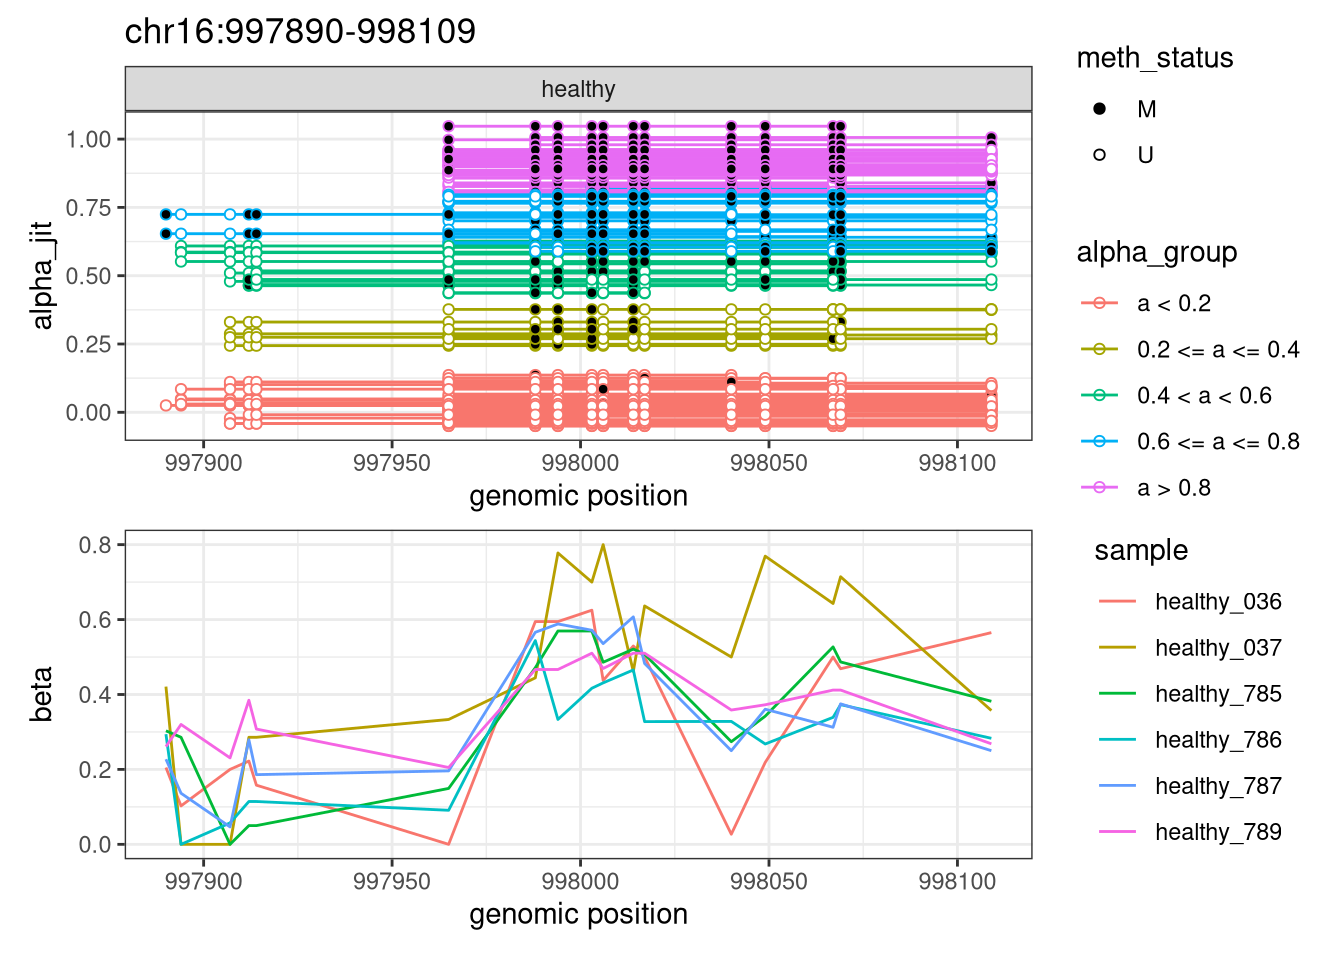 chr16:997890-998109
healthy
alpha_jit
1.00
0.75
0.50
0.25
0.00
997900 997950 998000 998050 998100
genomic position
meth_status
M
U
alpha_group
a < 0.2
0.2 <= a <= 0.4
0.4 < a < 0.6
0.6 <= a <= 0.8
a > 0.8
beta
0.8
0.6
0.4
0.2
0.0
997900 997950 998000 998050 998100
genomic position
sample
healthy_036
healthy_037
healthy_785
healthy_786
healthy_787
healthy_789